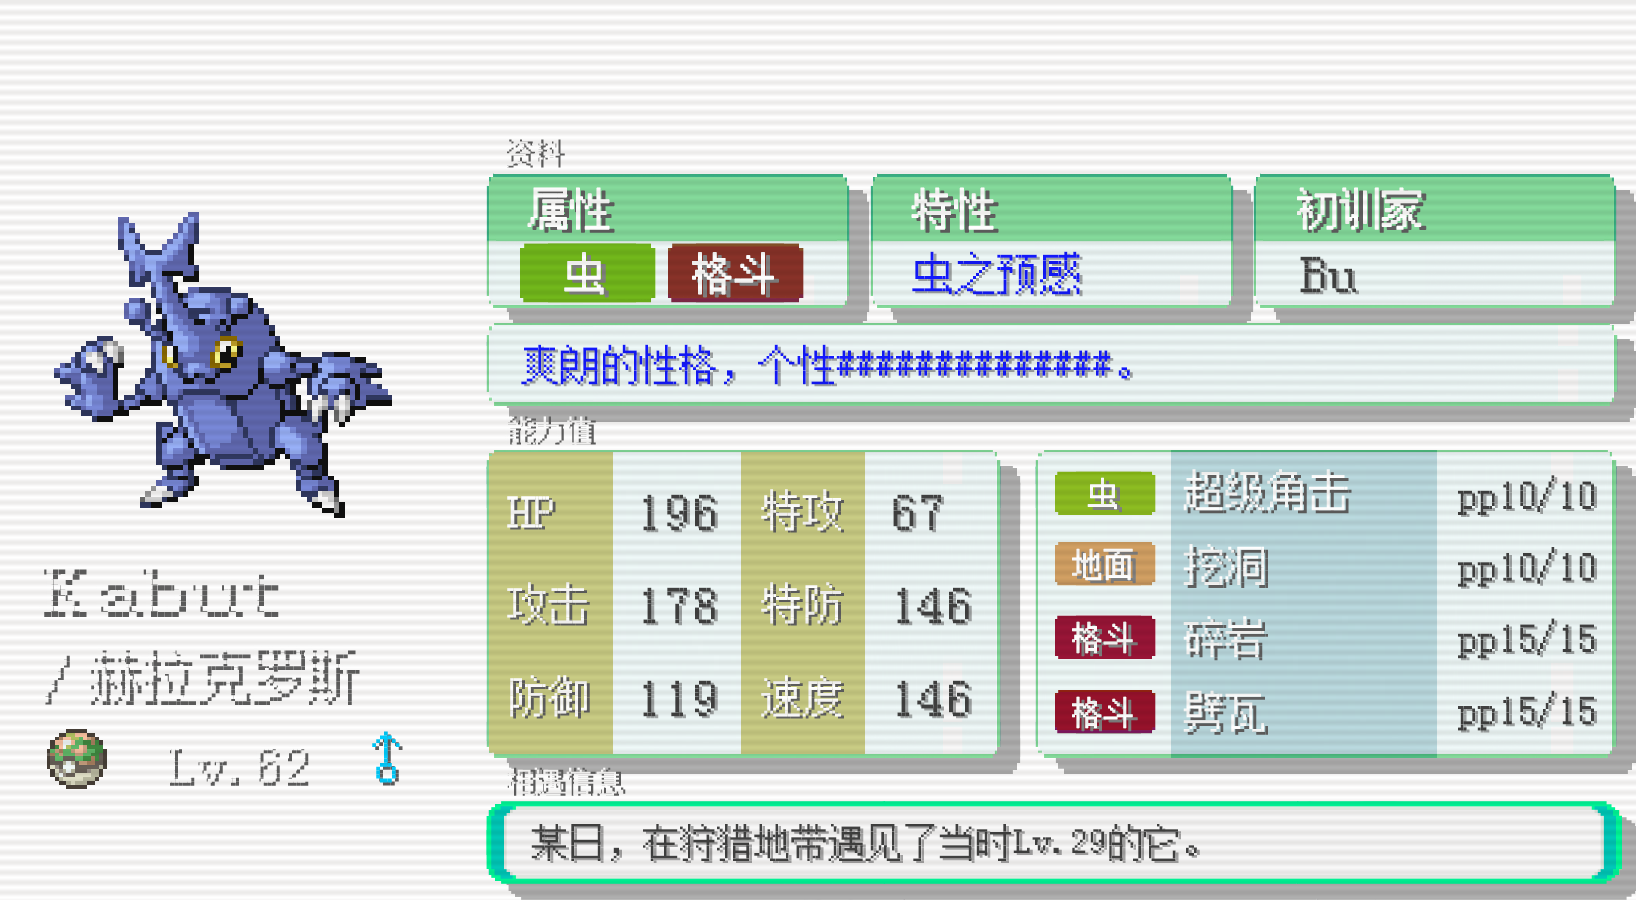 资料
属性 特性 初训家
虫 格斗 虫之预感 Bu
爽朗的性格，个性##############。
能力值
HP 196 特攻 67
攻击 178 特防 146
防御 119 速度 146
虫 超级角击 pp10/10
地面 挖洞 pp10/10
格斗 碎岩 pp15/15
格斗 劈瓦 pp15/15
Kabut
/赫拉克罗斯
Lv.62 ♂
相遇信息
某日，在狩猎地带遇见了当时Lv.29的它。